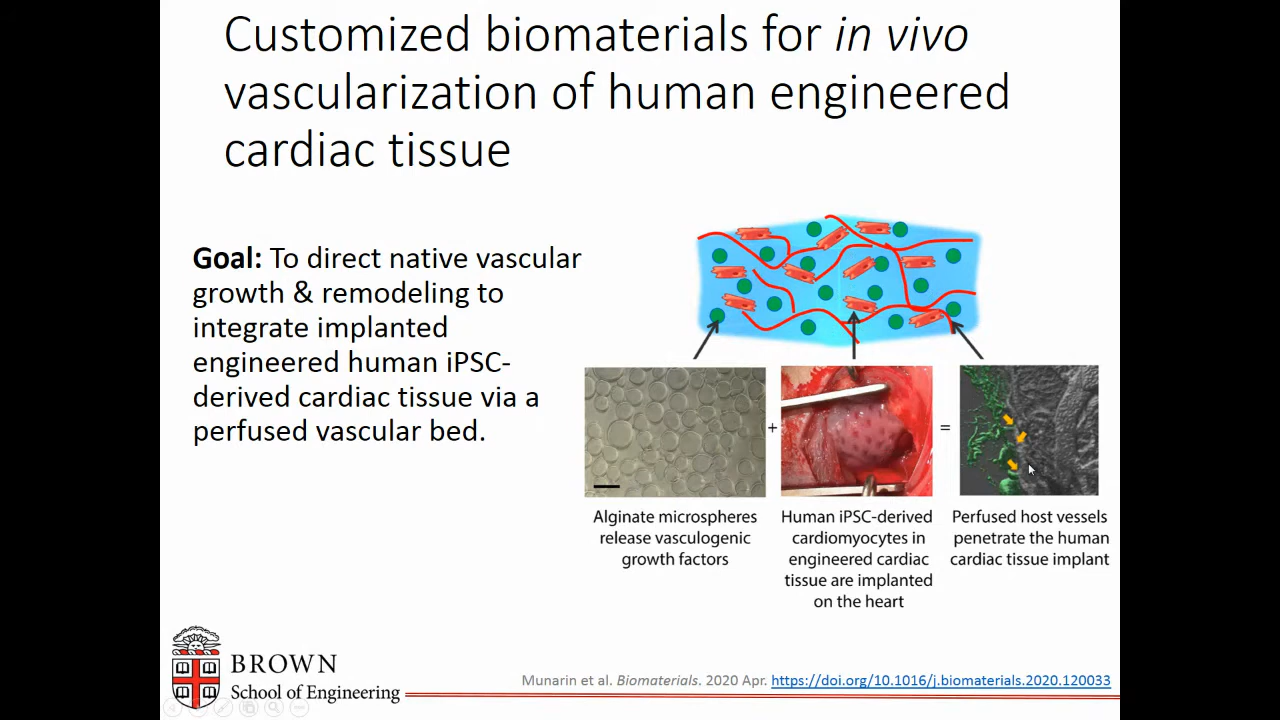 Customized biomaterials for in vivo
vascularization of human engineered
cardiac tissue
Goal: To direct native vascular
growth & remodeling to
integrate implanted
engineered human iPSC-
derived cardiac tissue via a
perfused vascular bed.
+
=
Alginate microspheres
release vasculogenic
growth factors
Human iPSC-derived
cardiomyocytes in
engineered cardiac
tissue are implanted
on the heart
Perfused host vessels
penetrate the human
cardiac tissue implant
BROWN
School of Engineering
Munarin et al. Biomaterials. 2020 Apr. https://doi.org/10.1016/j.biomaterials.2020.120033